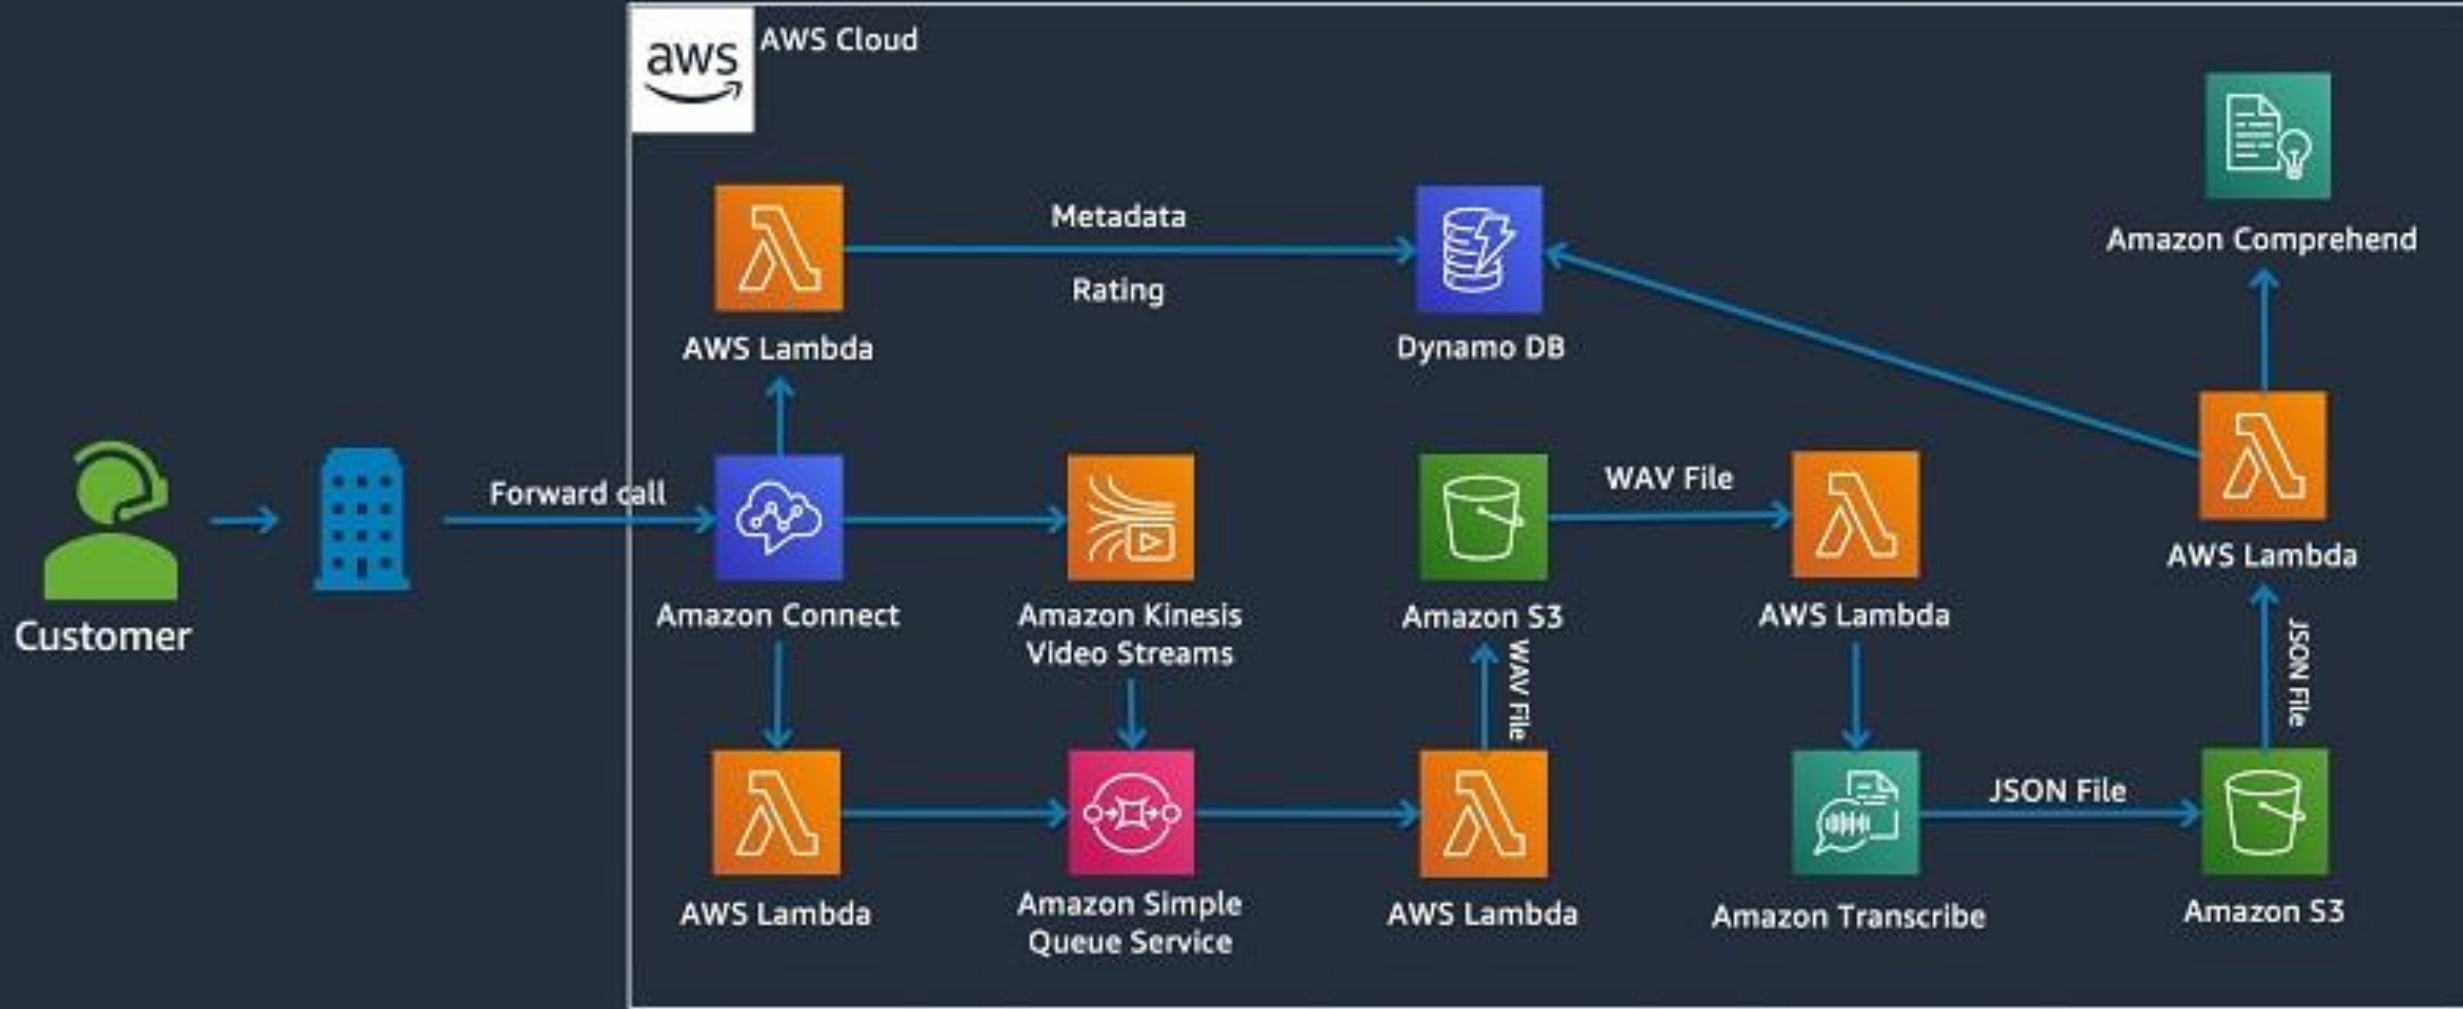 aws
AWS Cloud
Amazon Comprehend
Metadata
Rating
AWS Lambda
Dynamo DB
Forward call
WAV File
AWS Lambda
Customer
Amazon Connect
Amazon Kinesis
Video Streams
Amazon S3
AWS Lambda
WAV File
JSON File
JSON File
AWS Lambda
Amazon Simple
Queue Service
AWS Lambda
Amazon Transcribe
Amazon S3